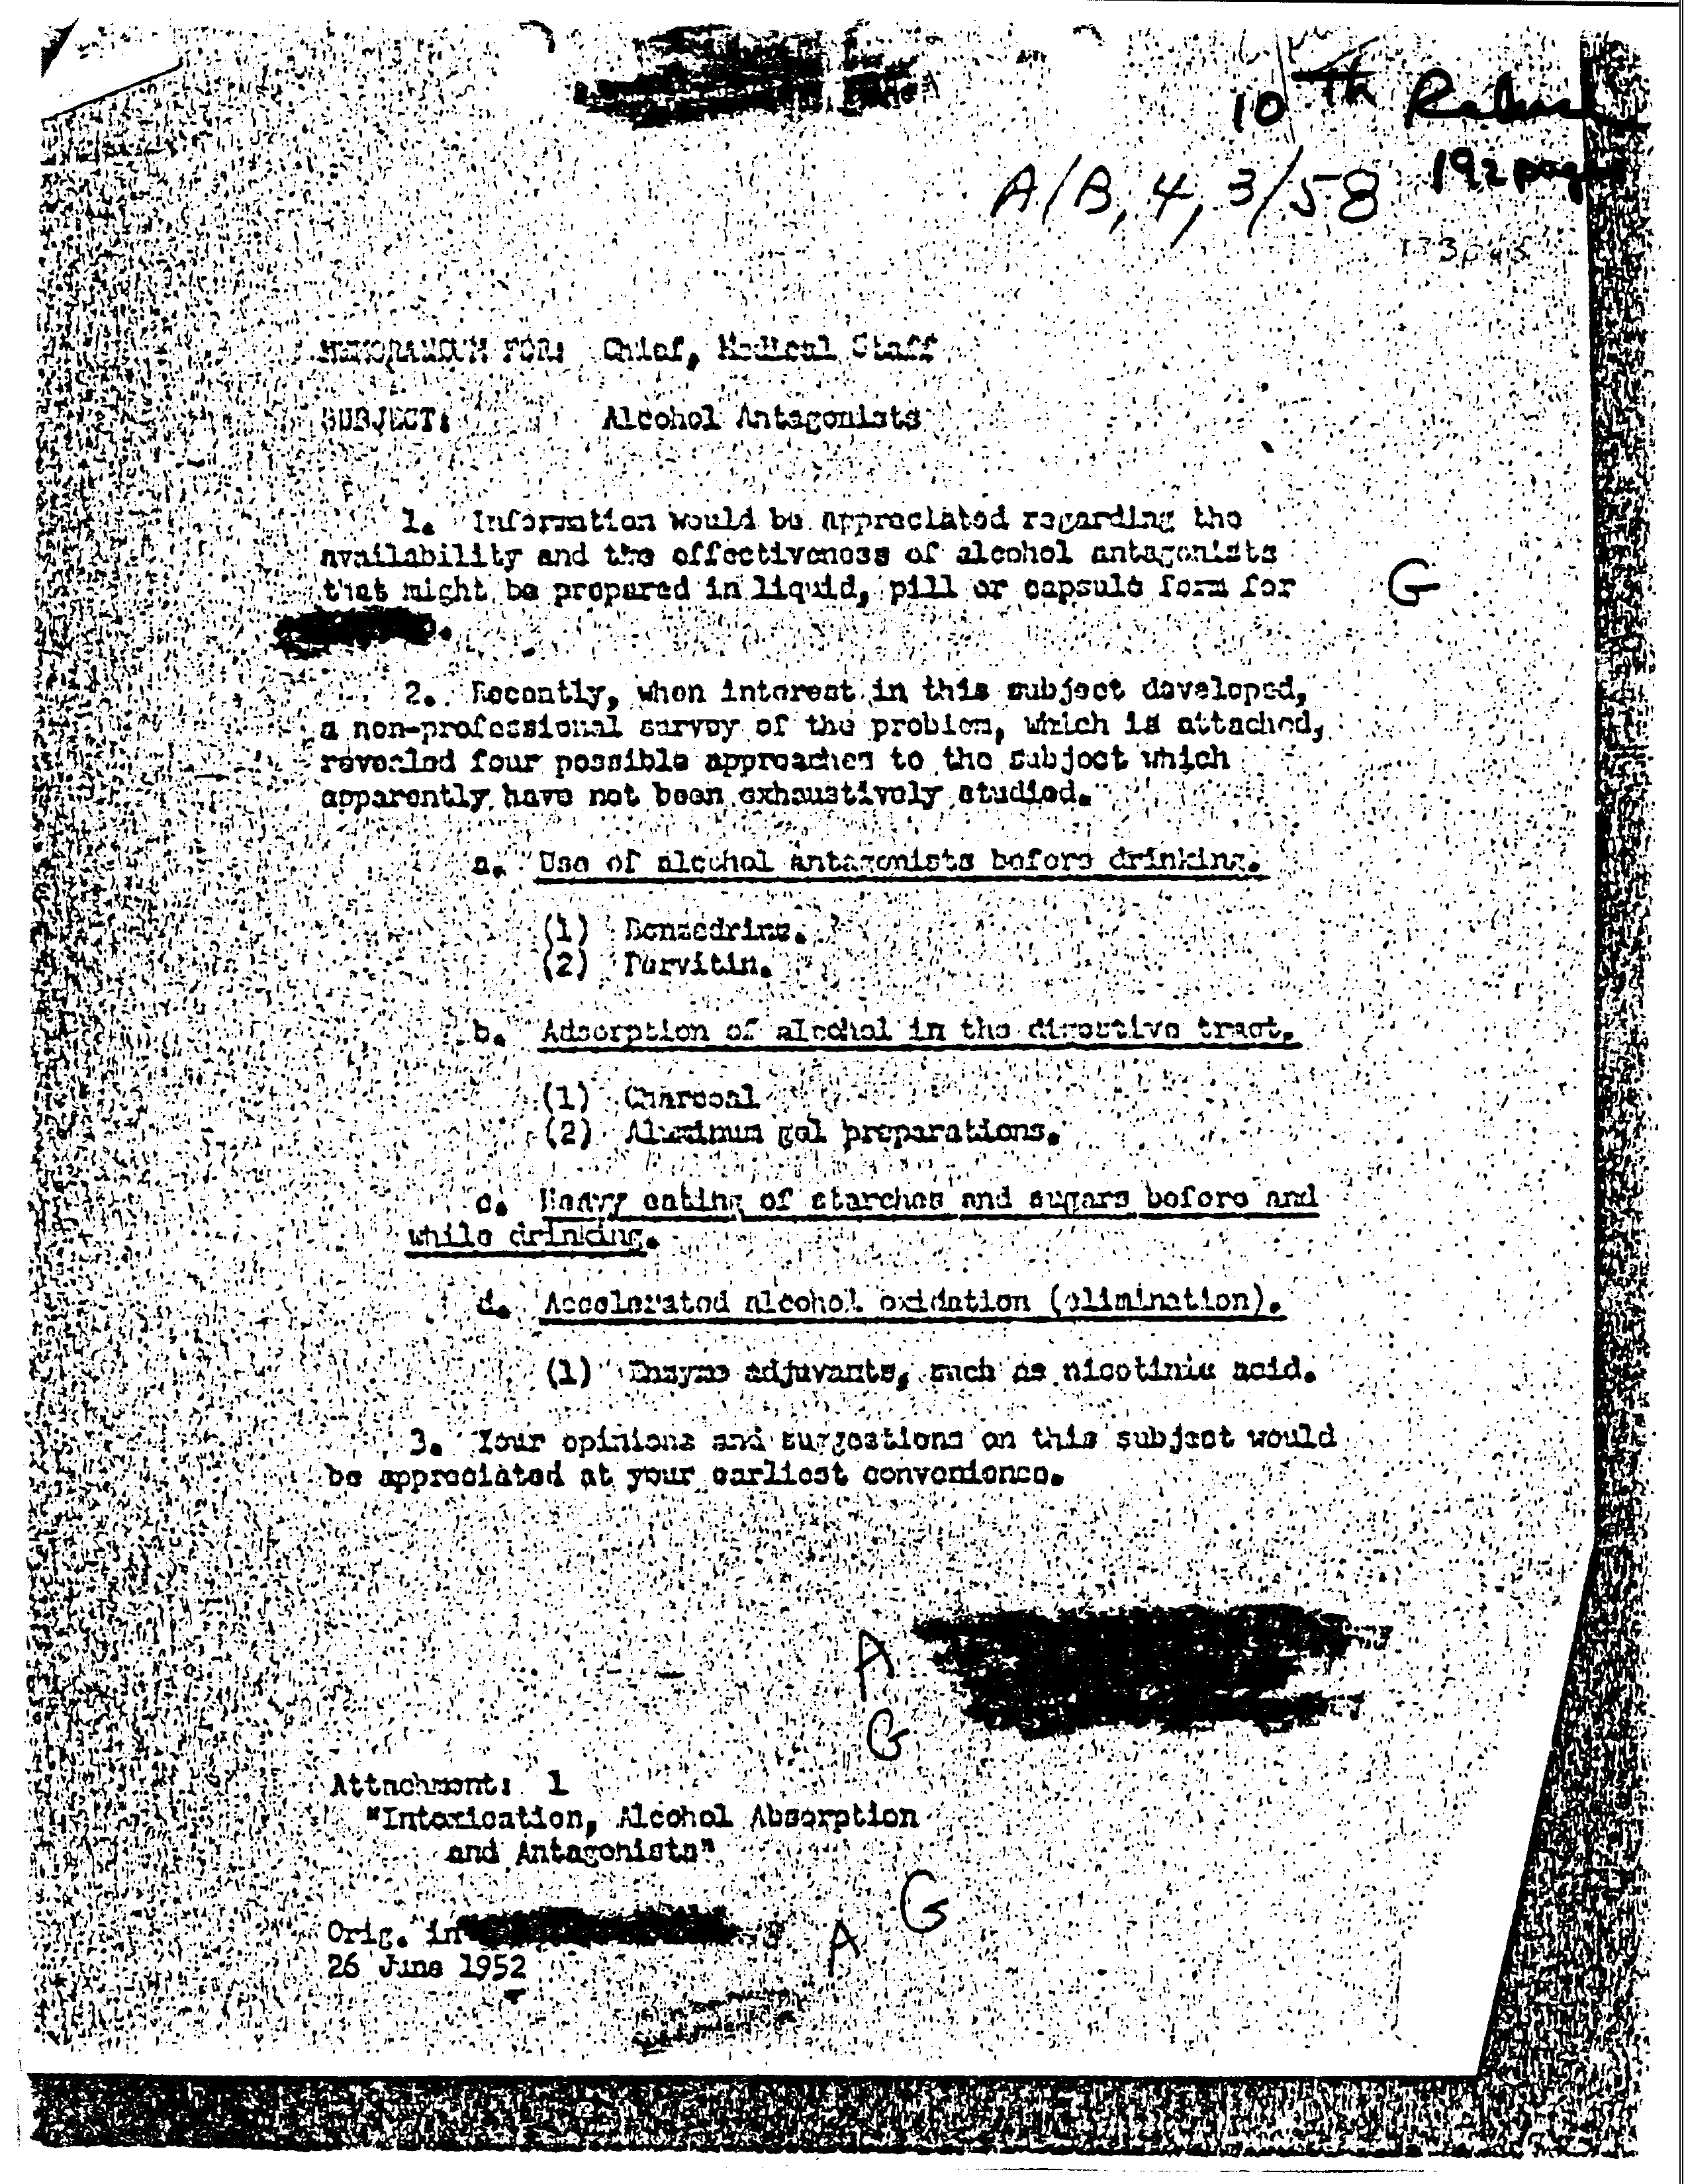 10th
192 pages
A/B, 4, 3/58
MEMORANDUM FOR: Chief, Medical Staff
SUBJECT: Alcohol Antagonists
1. Information would be appreciated regarding the
availability and the effectiveness of alcohol antagonists
that might be prepared in liquid, pill or capsule form for
G
2. Recently, when interest in this subject developed,
a non-professional survey of the problem, which is attached,
revealed four possible approaches to the subject which
apparently have not been exhaustively studied.
a. Use of alcohol antagonists before drinking.
(1) Benzedrine.
(2) Pervitin.
b. Adsorption of alcohol in the digestive tract.
(1) Charcoal
(2) Aluminum gel preparations.
c. Heavy eating of starches and sugars before and
while drinking.
d. Accelerated alcohol oxidation (elimination).
(1) Enzyme adjuvants, such as nicotinic acid.
3. Your opinions and suggestions on this subject would
be appreciated at your earliest convenience.
A
G
Attachment: 1
"Intoxication, Alcohol Absorption
and Antagonists"
G
Orig. in A
26 June 1952